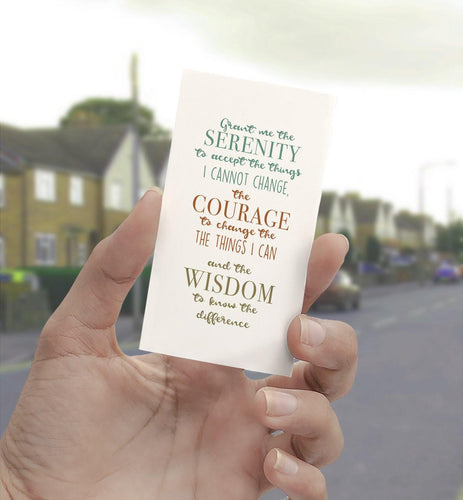 Grant me the
SERENITY
to accept the things
I CANNOT CHANGE,
the
COURAGE
to change the
THE THINGS I CAN
and the
WISDOM
to know the
difference